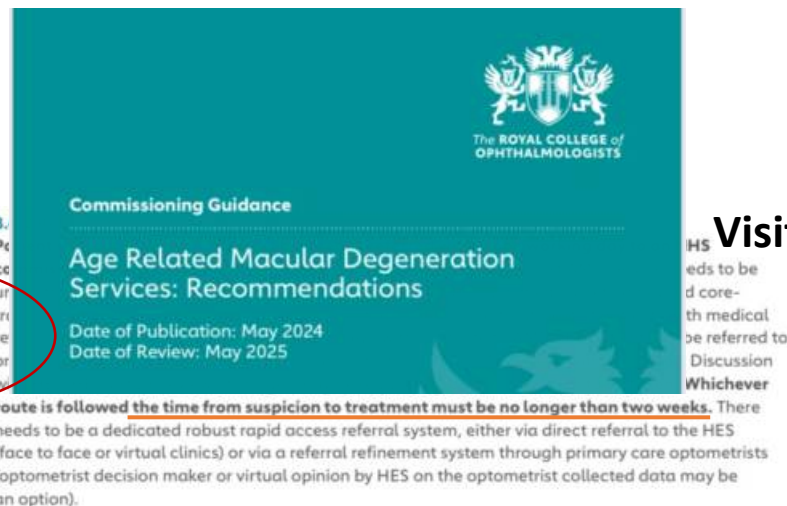 The ROYAL COLLEGE of
OPHTHALMOLOGISTS
Commissioning Guidance
Age Related Macular Degeneration
Services: Recommendations
Date of Publication: May 2024
Date of Review: May 2025
Visit
eds to be
d core-
th medical
be referred to
Discussion
Whichever
route is followed the time from suspicion to treatment must be no longer than two weeks. There
needs to be a dedicated robust rapid access referral system, either via direct referral to the HES
face to face or virtual clinics) or via a referral refinement system through primary care optometrists
optometrist decision maker or virtual opinion by HES on the optometrist collected data may be
an option).